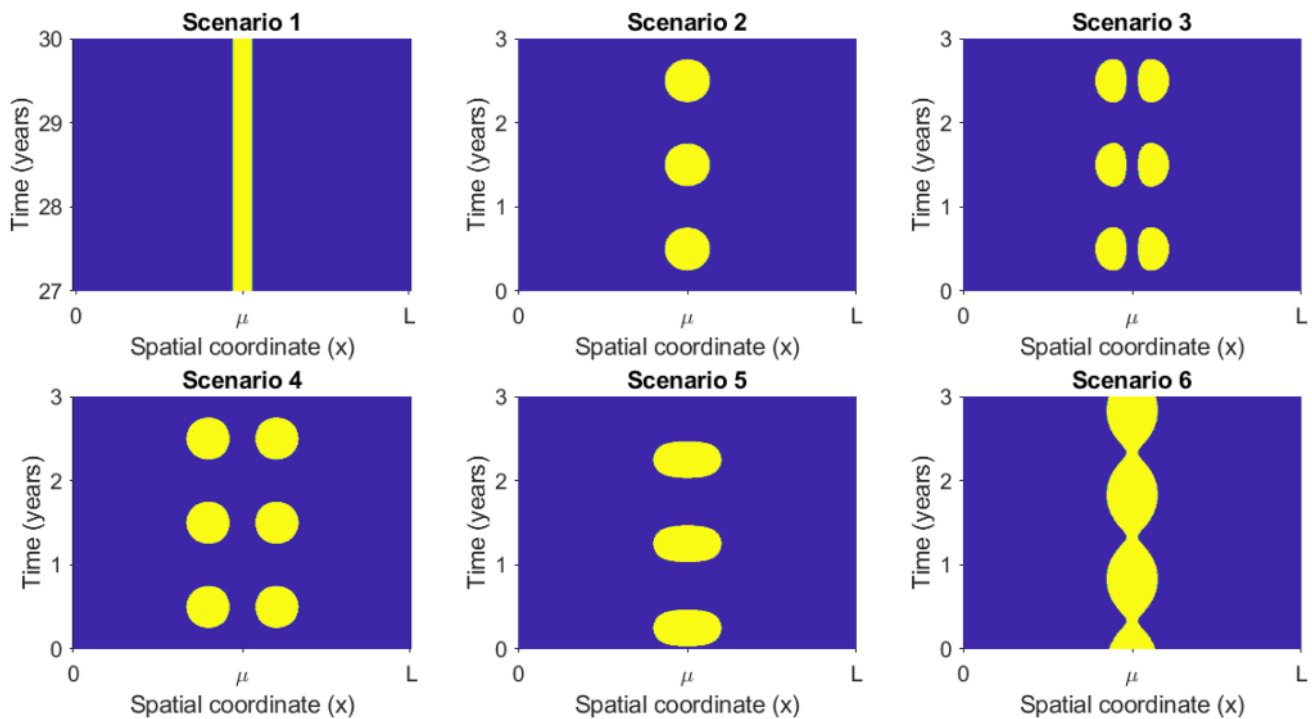 Scenario 1
30
29
28
27
Time (years)
0
μ
L
Spatial coordinate (x)
Scenario 2
3
2
1
0
Time (years)
0
μ
L
Spatial coordinate (x)
Scenario 3
3
2
1
0
Time (years)
0
μ
L
Spatial coordinate (x)
Scenario 4
3
2
1
0
Time (years)
0
μ
L
Spatial coordinate (x)
Scenario 5
3
2
1
0
Time (years)
0
μ
L
Spatial coordinate (x)
Scenario 6
3
2
1
0
Time (years)
0
μ
L
Spatial coordinate (x)